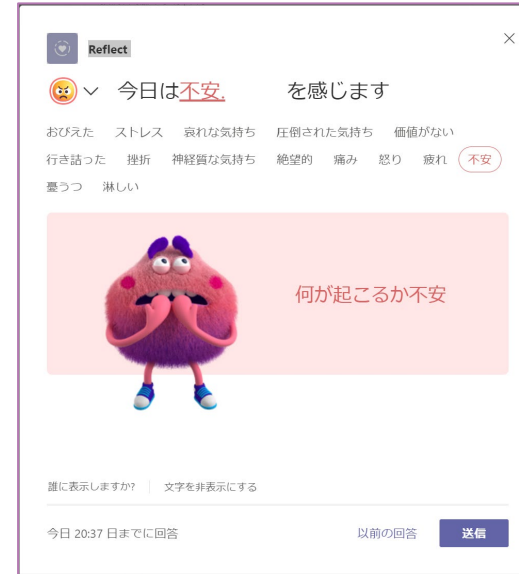 Reflect
今日は不安. を感じます
おびえた ストレス 哀れな気持ち 圧倒された気持ち 価値がない
行き詰った 挫折 神経質な気持ち 絶望的 痛み 怒り 疲れ 不安
憂うつ 淋しい
何が起こるか不安
誰に表示しますか? 文字を非表示にする
今日 20:37 日までに回答 以前の回答 送信